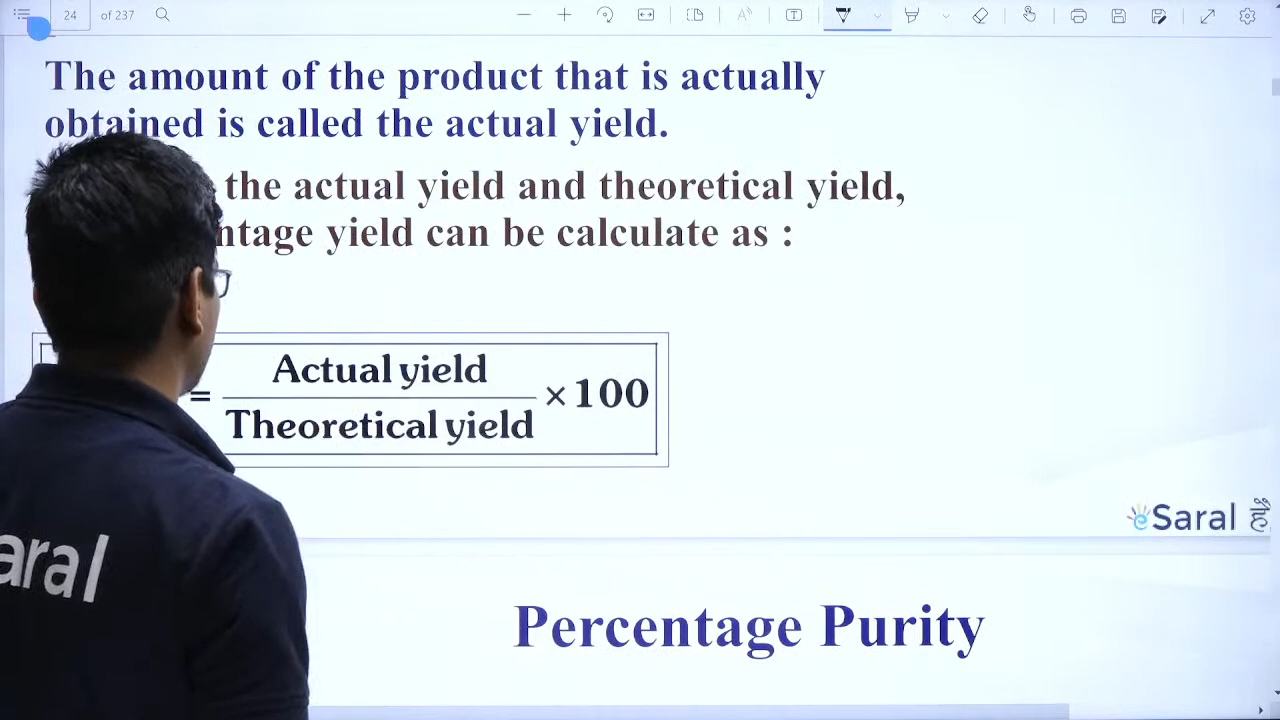 24 of 237
The amount of the product that is actually
obtained is called the actual yield.
the actual yield and theoretical yield,
ntage yield can be calculate as :
= Actual yield
Theoretical yield × 100
eSaral है
aral
Percentage Purity